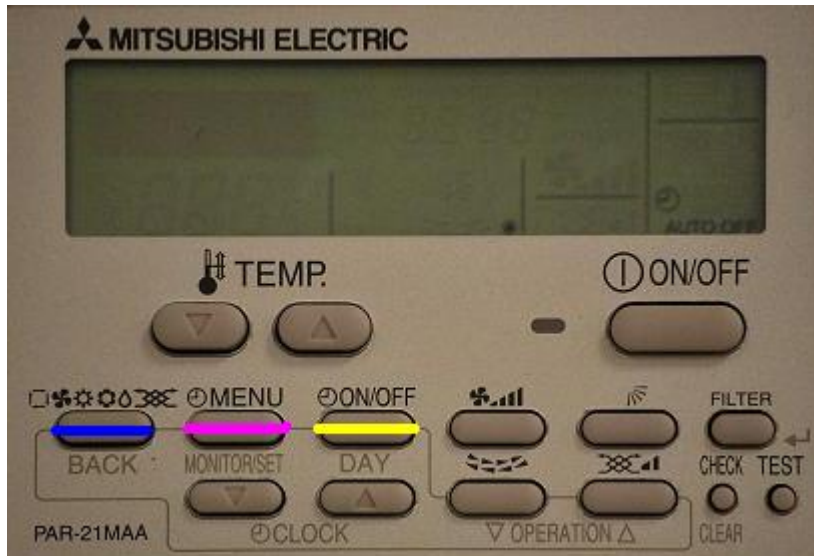 MITSUBISHI ELECTRIC
AUTO OFF
TEMP.
ON/OFF
MENU
ON/OFF
FILTER
BACK
MONITOR/SET
DAY
CHECK
TEST
PAR-21MAA
CLOCK
OPERATION
CLEAR